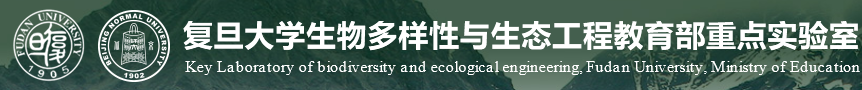 FUDAN UNIVERSITY
1905
BEIJING NORMAL UNIVERSITY
1902
复旦大学生物多样性与生态工程教育部重点实验室
Key Laboratory of biodiversity and ecological engineering, Fudan University, Ministry of Education